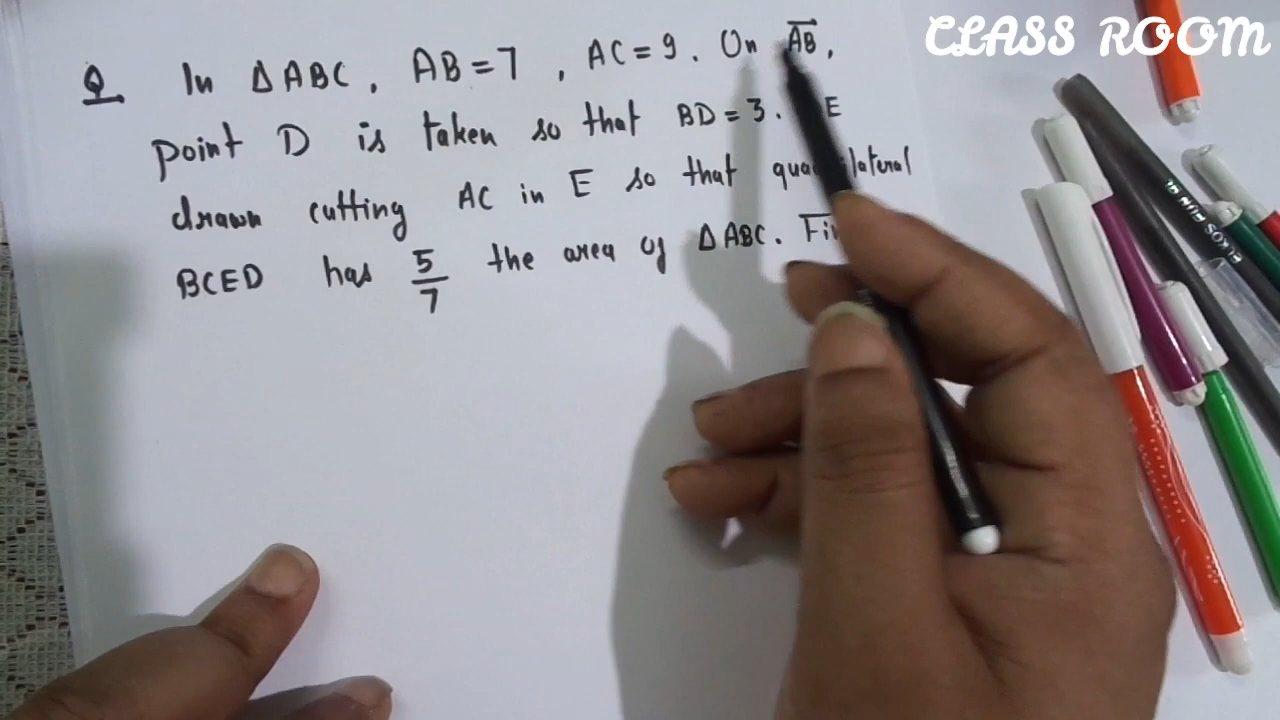 CLASS ROOM
Q In ΔABC, AB = 7, AC = 9. On AB,
point D is taken so that BD = 3. E
drawn cutting AC in E so that
BCED has 5/7 the area of ΔABC.
SL